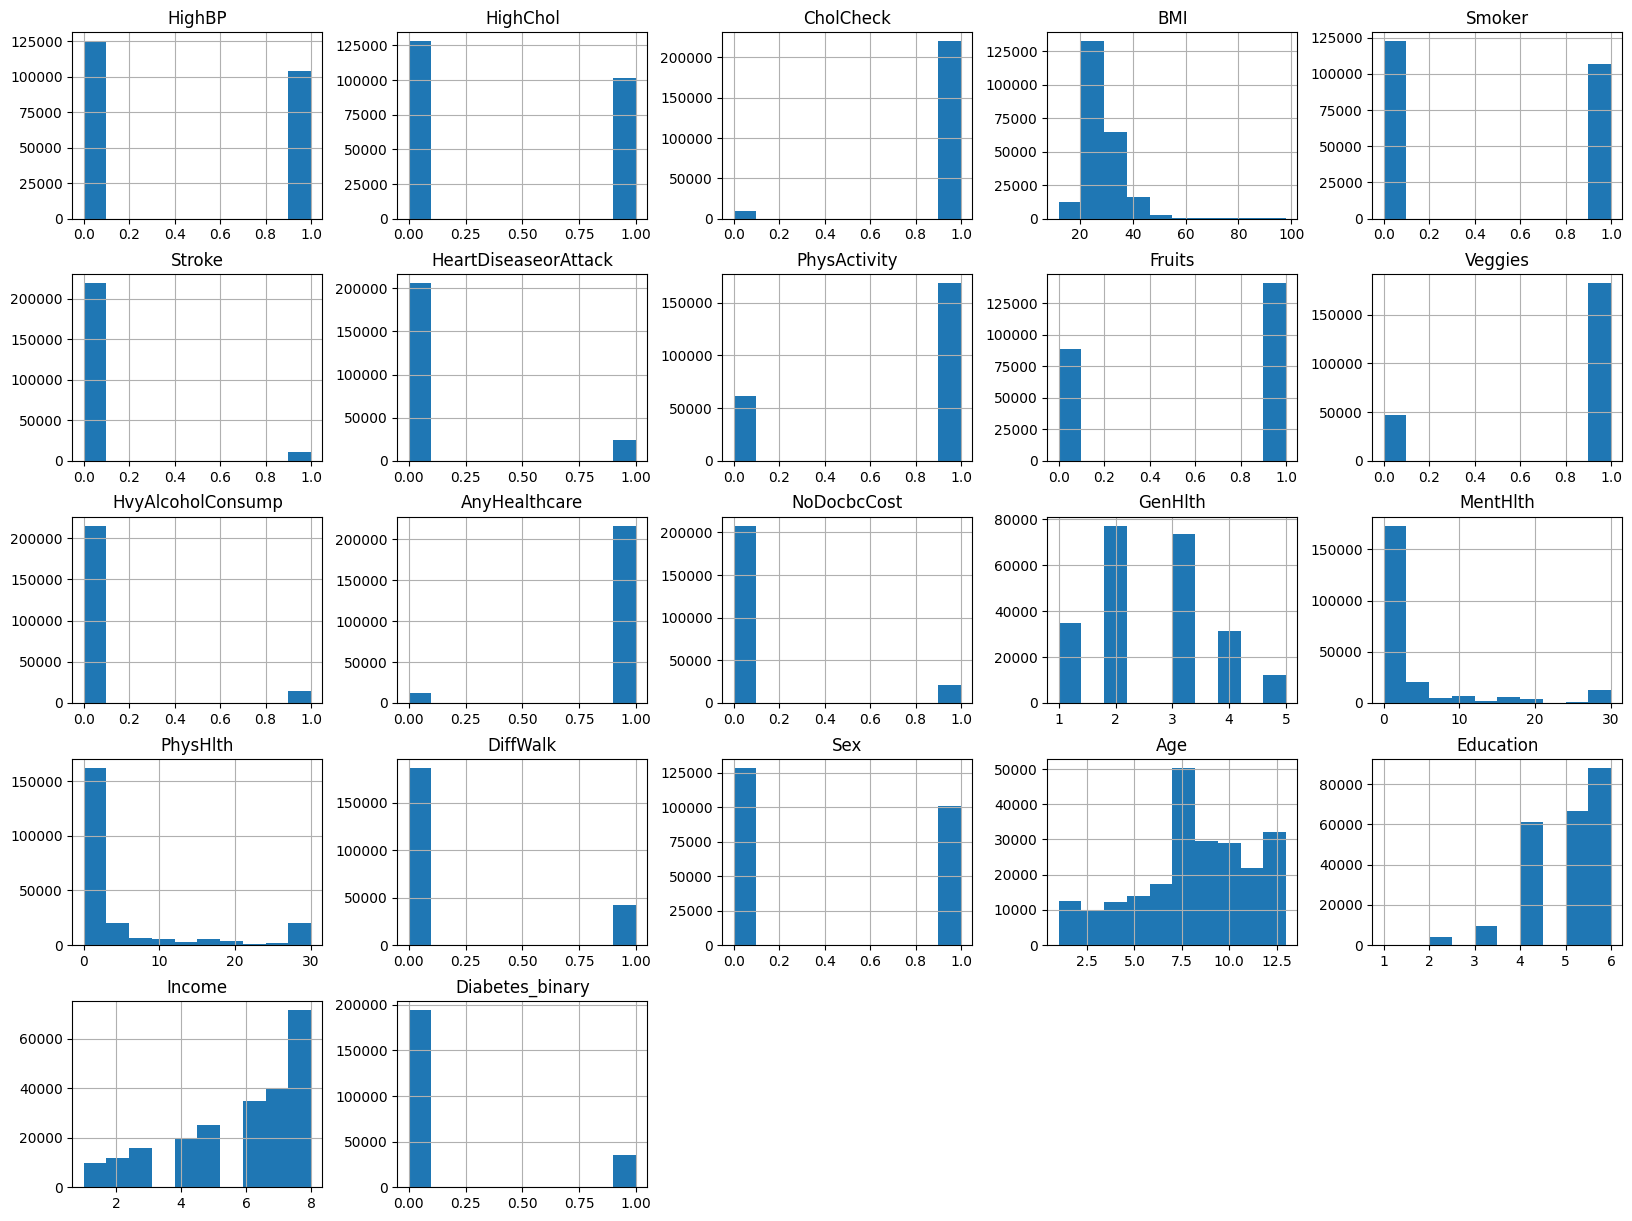 HighBP HighChol CholCheck BMI Smoker
125000 100000 75000 50000 25000 0
0.0 0.2 0.4 0.6 0.8 1.0
125000 100000 75000 50000 25000 0
0.00 0.25 0.50 0.75 1.00
200000 150000 100000 50000 0
0.0 0.2 0.4 0.6 0.8 1.0
125000 100000 75000 50000 25000 0
20 40 60 80 100
125000 100000 75000 50000 25000 0
0.0 0.2 0.4 0.6 0.8 1.0
Stroke HeartDiseaseorAttack PhysActivity Fruits Veggies
200000 150000 100000 50000 0
0.0 0.2 0.4 0.6 0.8 1.0
200000 150000 100000 50000 0
0.00 0.25 0.50 0.75 1.00
150000 100000 50000 0
0.0 0.2 0.4 0.6 0.8 1.0
125000 100000 75000 50000 25000 0
0.0 0.2 0.4 0.6 0.8 1.0
150000 100000 50000 0
0.0 0.2 0.4 0.6 0.8 1.0
HvyAlcoholConsump AnyHealthcare NoDocbcCost GenHlth MentHlth
200000 150000 100000 50000 0
0.0 0.2 0.4 0.6 0.8 1.0
200000 150000 100000 50000 0
0.00 0.25 0.50 0.75 1.00
200000 150000 100000 50000 0
0.0 0.2 0.4 0.6 0.8 1.0
80000 60000 40000 20000 0
1 2 3 4 5
150000 100000 50000 0
0 10 20 30
PhysHlth DiffWalk Sex Age Education
150000 100000 50000 0
0 10 20 30
150000 100000 50000 0
0.00 0.25 0.50 0.75 1.00
125000 100000 75000 50000 25000 0
0.0 0.2 0.4 0.6 0.8 1.0
50000 40000 30000 20000 10000 0
2.5 5.0 7.5 10.0 12.5
80000 60000 40000 20000 0
1 2 3 4 5 6
Income Diabetes_binary
60000 40000 20000 0
2 4 6 8
200000 150000 100000 50000 0
0.00 0.25 0.50 0.75 1.00